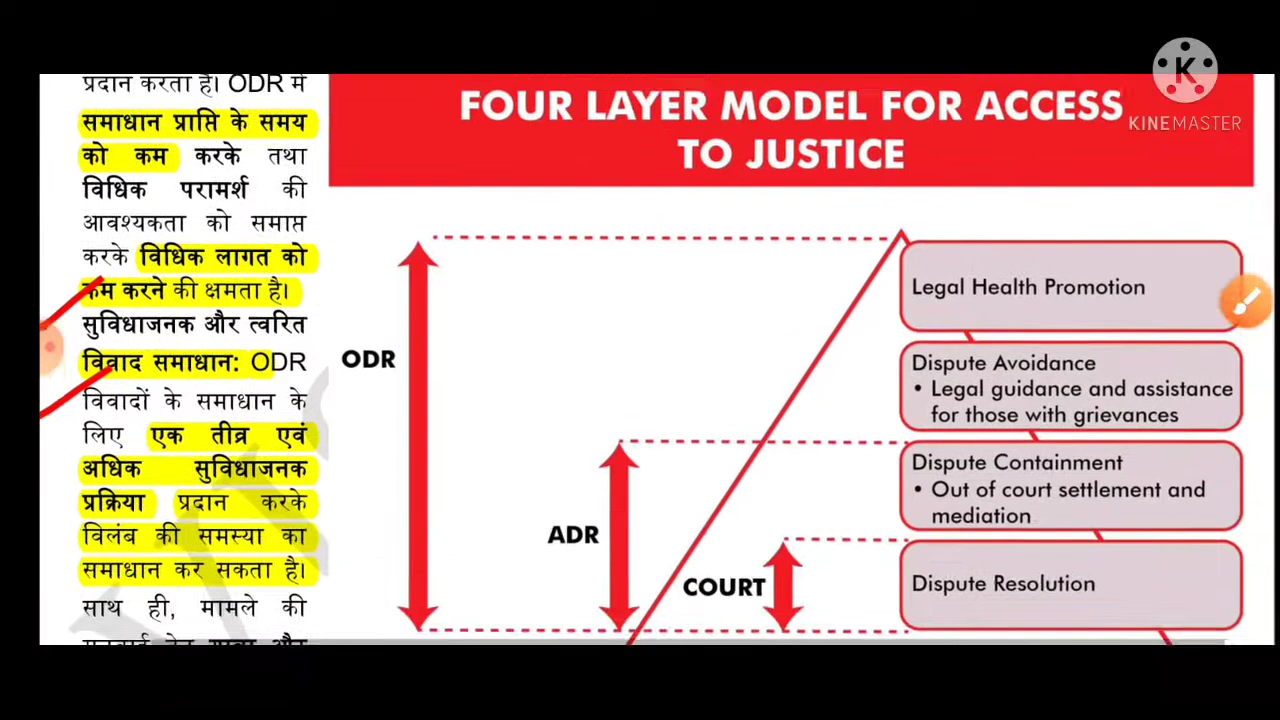 प्रदान करता है। ODR में
समाधान प्राप्ति के समय
को कम करके तथा
विधिक परामर्श की
आवश्यकता को समाप्त
करके विधिक लागत को
कम करने की क्षमता है।
सुविधाजनक और त्वरित
विवाद समाधान: ODR
विवादों के समाधान के
लिए एक तीव्र एवं
अधिक सुविधाजनक
प्रक्रिया प्रदान करके
विलंब की समस्या का
समाधान कर सकता है।
साथ ही, मामले की
FOUR LAYER MODEL FOR ACCESS
TO JUSTICE
K
KINEMASTER
ODR
ADR
COURT
Legal Health Promotion
Dispute Avoidance
• Legal guidance and assistance
for those with grievances
Dispute Containment
• Out of court settlement and
mediation
Dispute Resolution